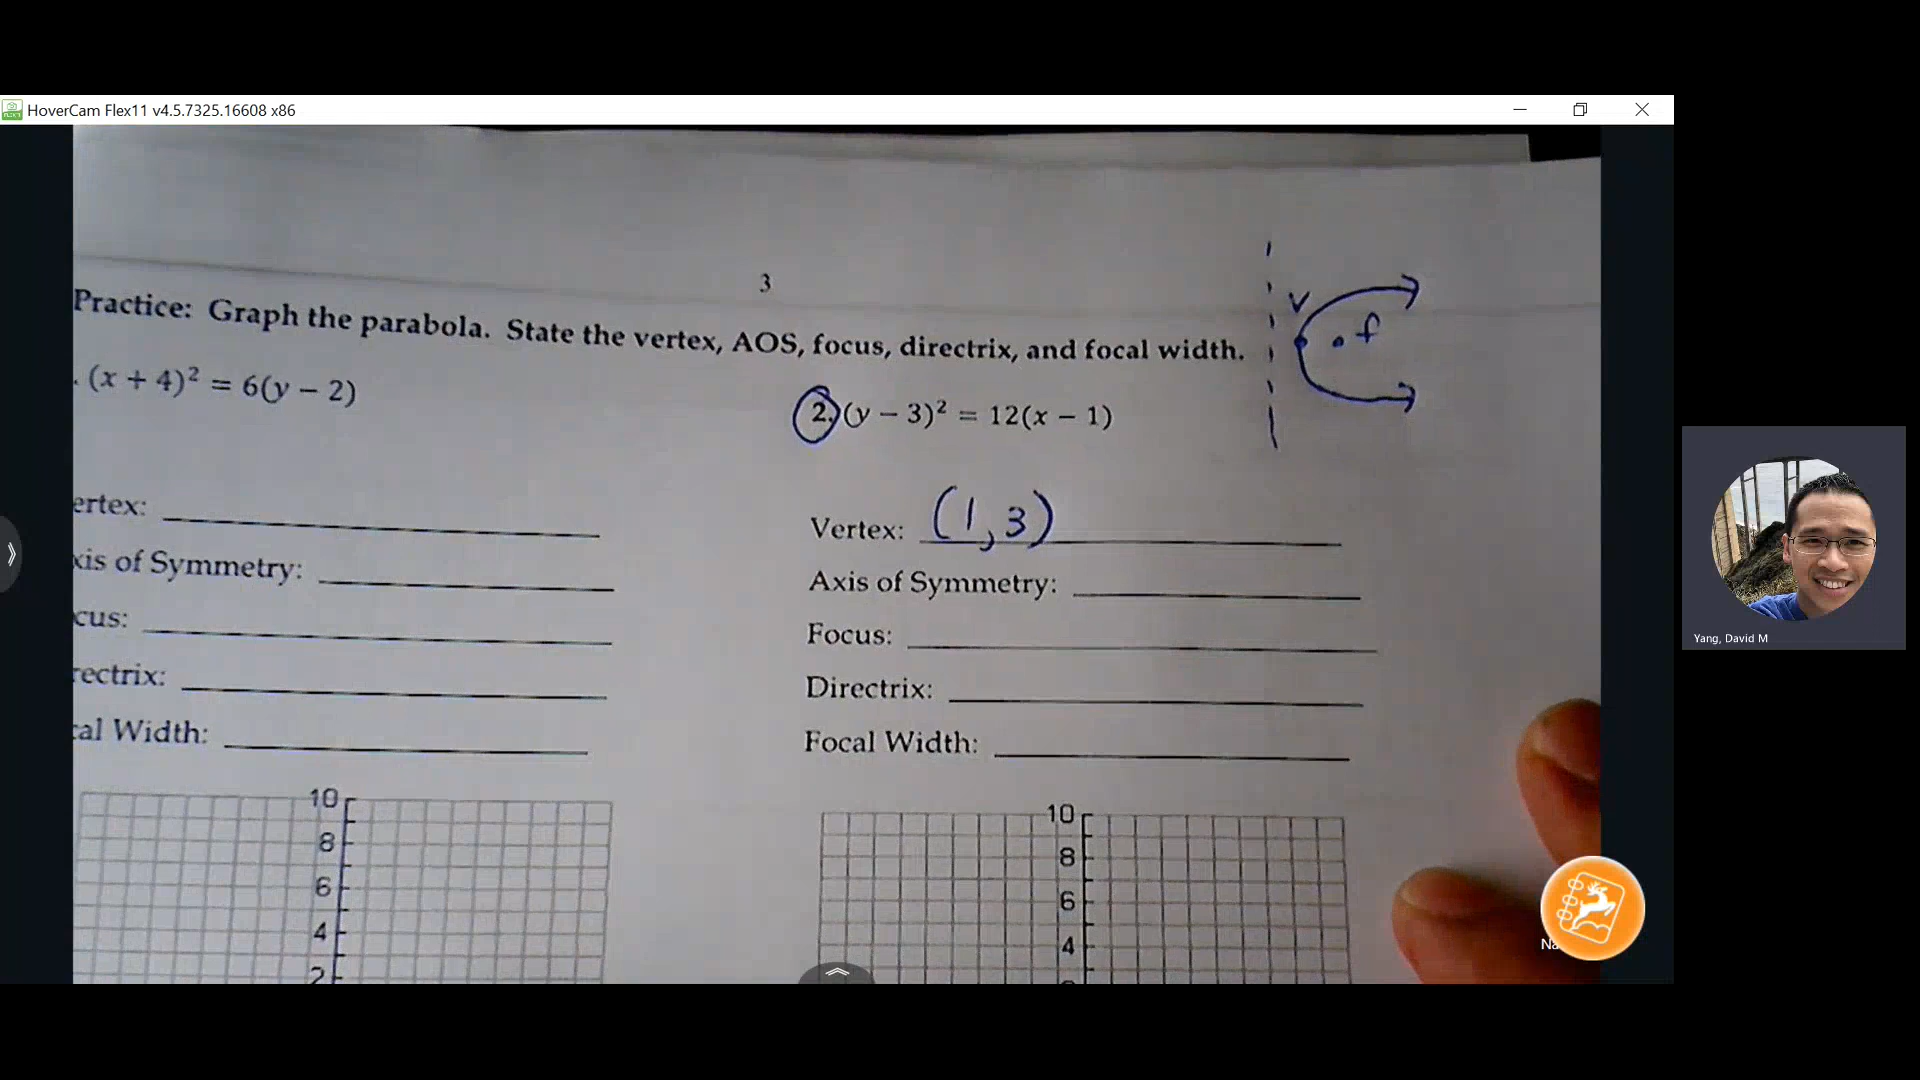 HoverCam Flex11 v4.5.7325.16608 x86
3
Practice: Graph the parabola. State the vertex, AOS, focus, directrix, and focal width.
. (x + 4)² = 6(y − 2)
2. (y − 3)² = 12(x − 1)
V
f
ertex:
xis of Symmetry:
cus:
rectrix:
cal Width:
10
8
6
4
2
Vertex: (1, 3)
Axis of Symmetry:
Focus:
Directrix:
Focal Width:
10
8
6
4
Yang, David M